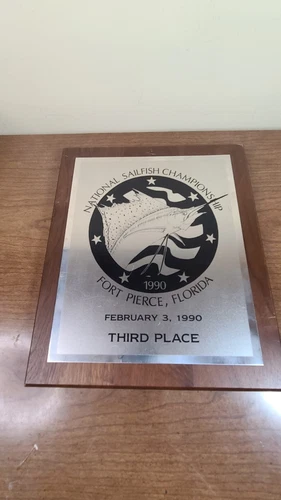 NATIONAL SAILFISH CHAMPIONSHIP
1990
FORT PIERCE, FLORIDA
FEBRUARY 3, 1990
THIRD PLACE